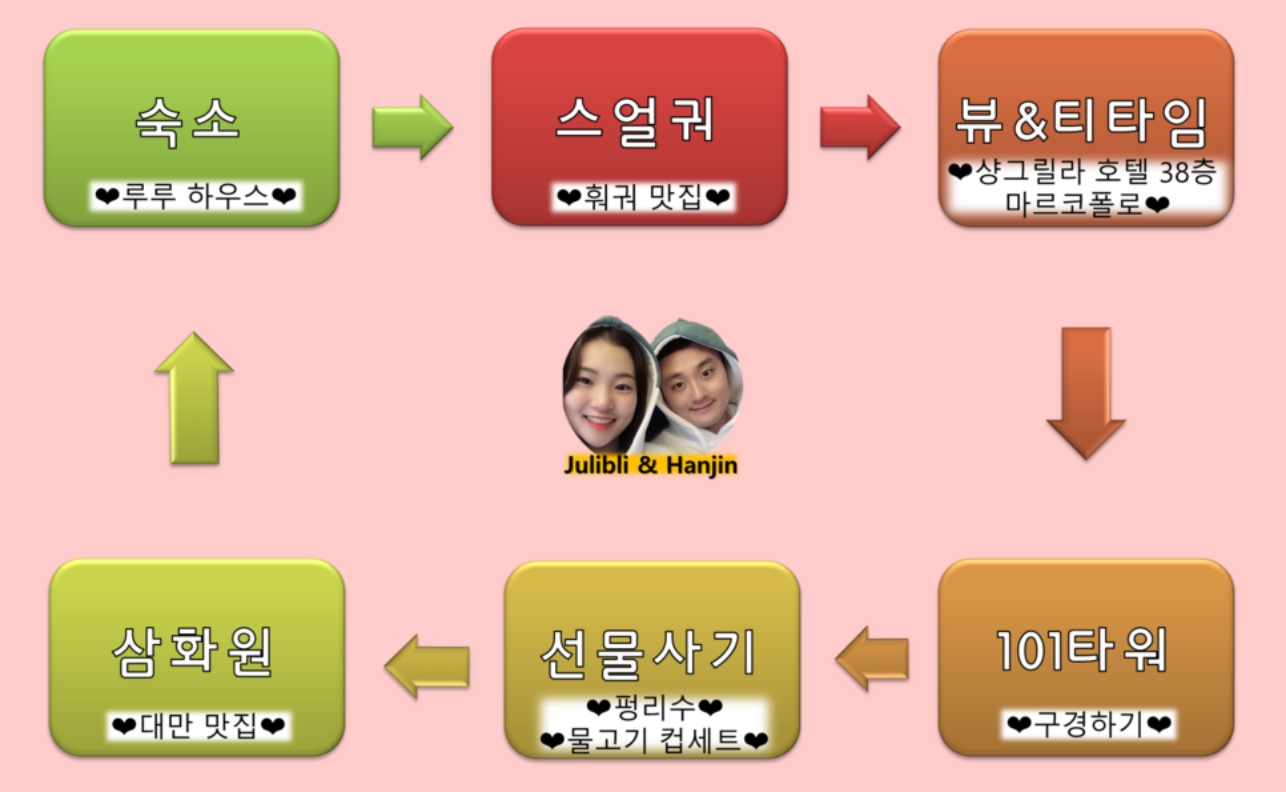 숙소
❤루루 하우스❤
스얼궈
❤훠궈 맛집❤
뷰&티타임
❤샹그릴라 호텔 38층
마르코폴로❤
Julibli & Hanjin
101타워
❤구경하기❤
선물사기
❤펑리수❤
❤물고기 컵세트❤
삼화원
❤대만 맛집❤